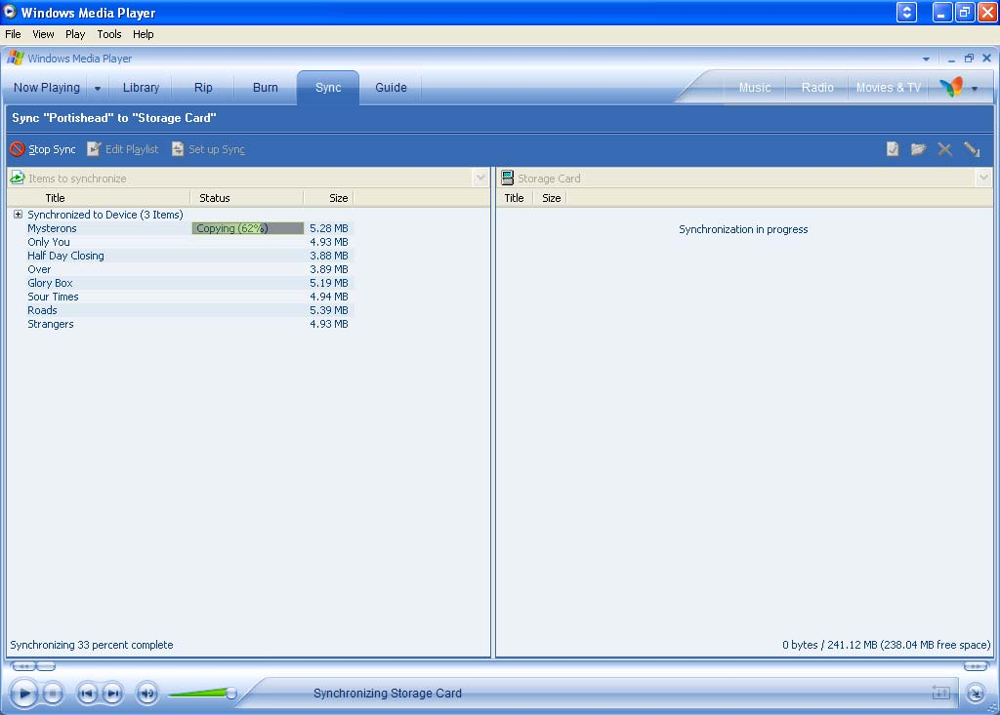 Windows Media Player
File View Play Tools Help
Windows Media Player
Now Playing Library Rip Burn Sync Guide Music Radio Movies & TV
Sync "Portishead" to "Storage Card"
Stop Sync Edit Playlist Set up Sync
Items to synchronize
Title Status Size
Synchronized to Device (3 Items)
Mysterons Copying (62%) 5.28 MB
Only You 4.93 MB
Half Day Closing 3.88 MB
Over 3.89 MB
Glory Box 5.19 MB
Sour Times 4.94 MB
Roads 5.39 MB
Strangers 4.93 MB
Synchronizing 33 percent complete
Storage Card
Title Size
Synchronization in progress
0 bytes / 241.12 MB (238.04 MB free space)
Synchronizing Storage Card